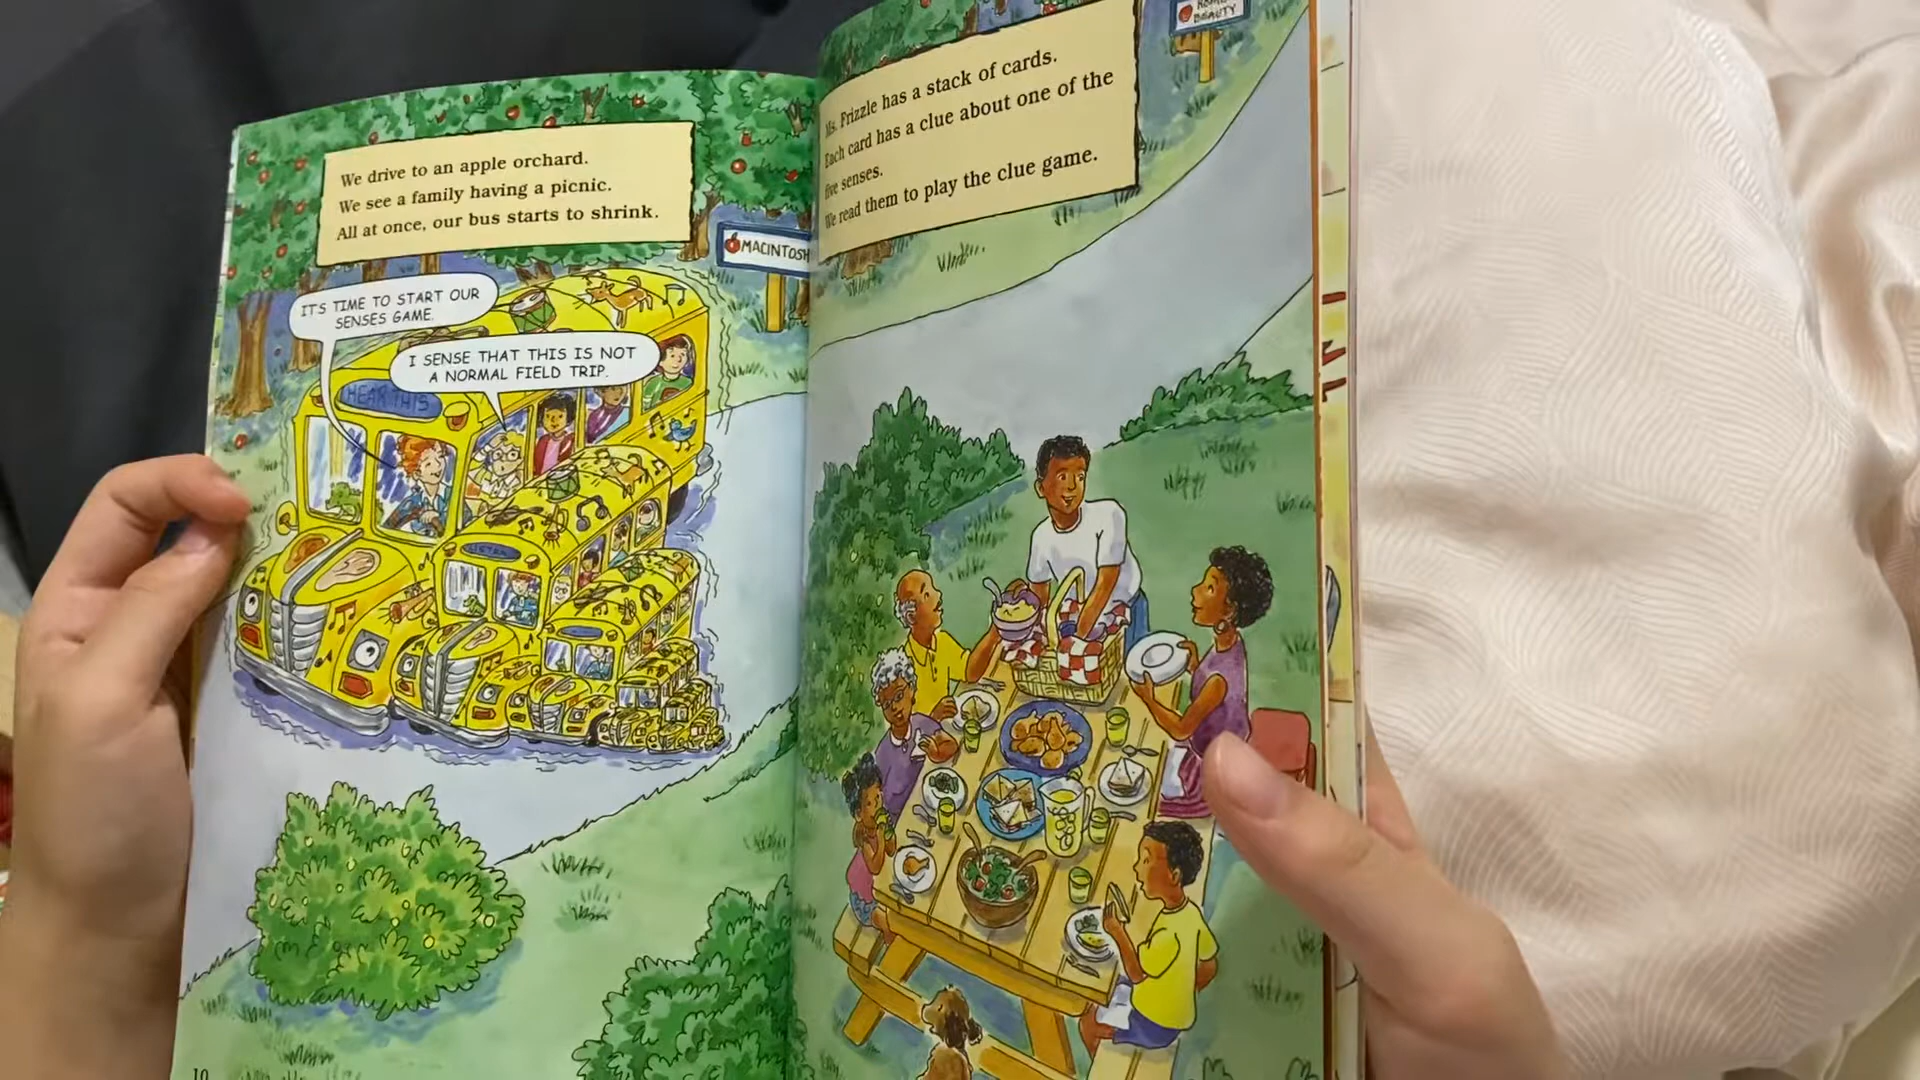 We drive to an apple orchard.
We see a family having a picnic.
All at once, our bus starts to shrink.
MACINTOSH
IT'S TIME TO START OUR
SENSES GAME.
I SENSE THAT THIS IS NOT
A NORMAL FIELD TRIP.
HEAR THIS
LISTEN
10
BEAUTY
Ms. Frizzle has a stack of cards.
Each card has a clue about one of the
five senses.
We read them to play the clue game.